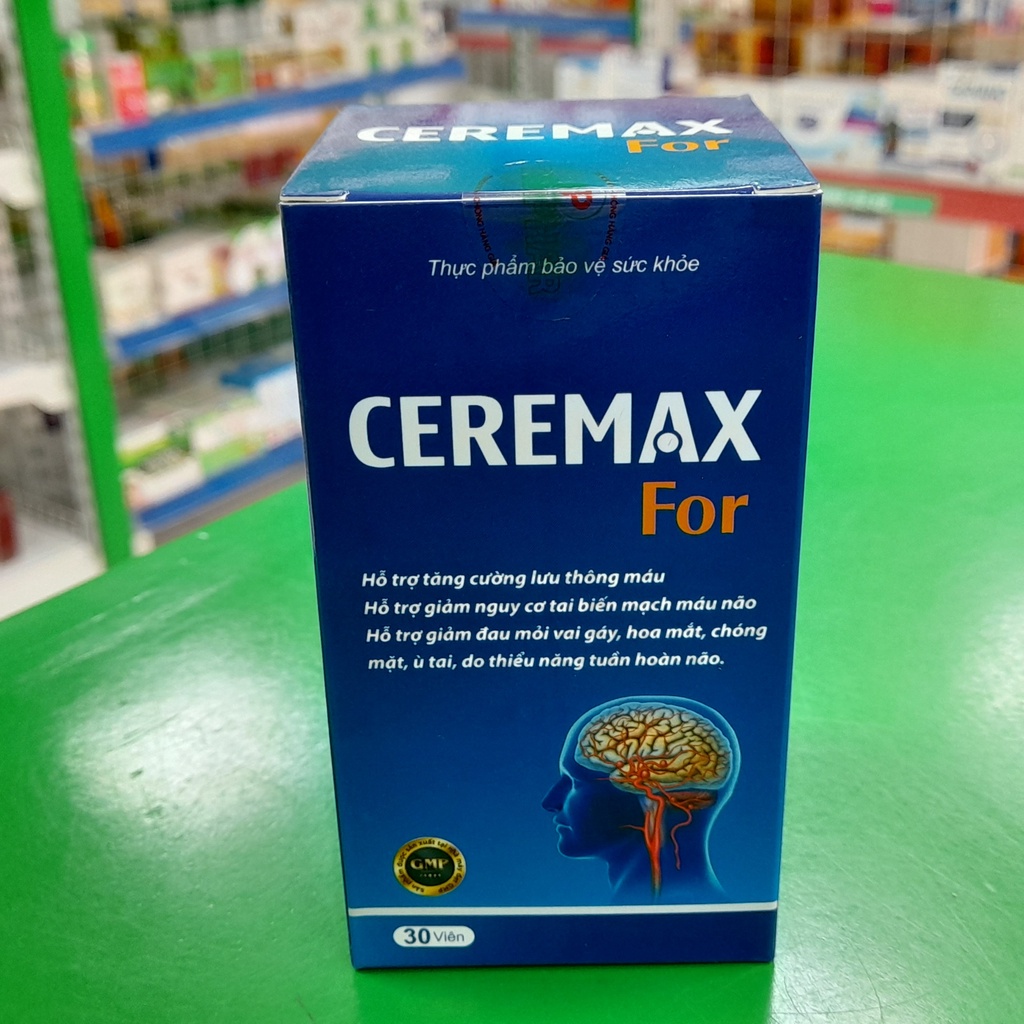 CEREMAX
For
Thực phẩm bảo vệ sức khỏe
CEREMAX
For
Hỗ trợ tăng cường lưu thông máu
Hỗ trợ giảm nguy cơ tai biến mạch máu não
Hỗ trợ giảm đau mỏi vai gáy, hoa mắt, chóng
mặt, ù tai, do thiểu năng tuần hoàn não.
GMP
30 Viên